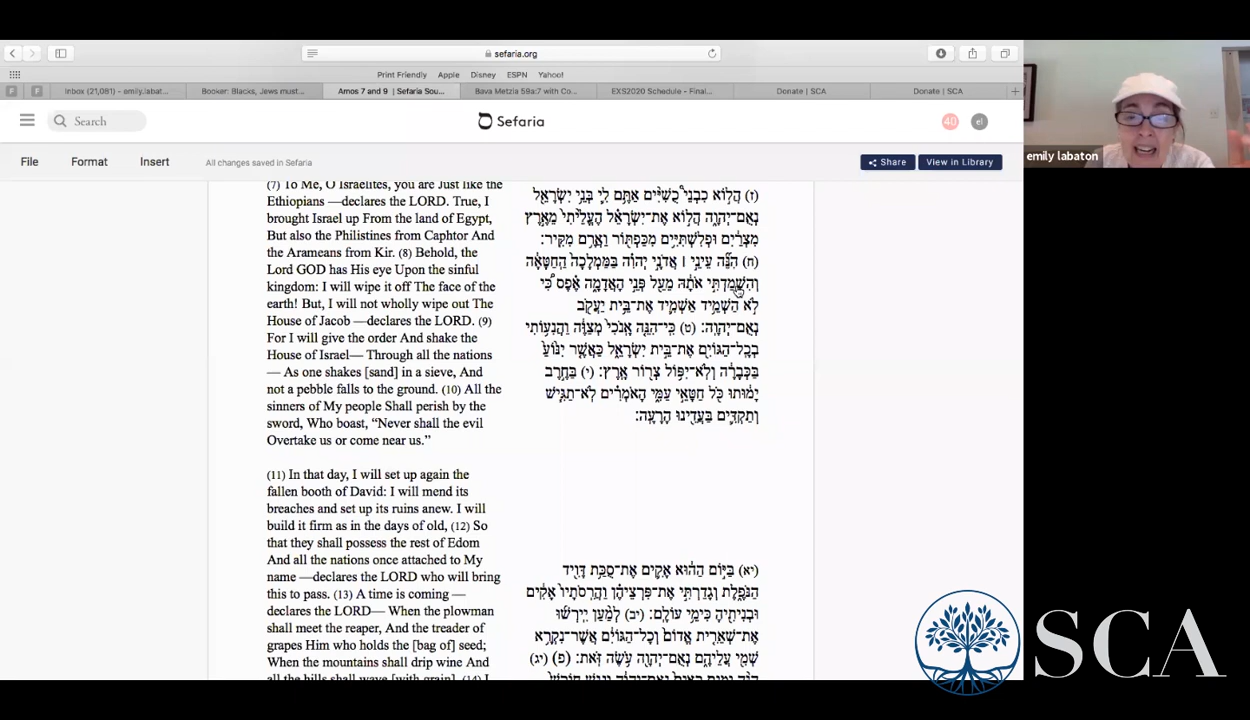 sefaria.org
Print Friendly Apple Disney ESPN Yahoo!
F F Inbox (21,081) - emily.labat... Booker: Blacks, Jews must... Amos 7 and 9 | Sefaria Sou... Bava Metzia 59a:7 with Co... EXS2020 Schedule - Final... Donate | SCA Donate | SCA
Search Sefaria 40 el
File Format Insert All changes saved in Sefaria Share View in Library
emily labaton
(7) To Me, O Israelites, you are Just like the
Ethiopians —declares the LORD. True, I
brought Israel up From the land of Egypt,
But also the Philistines from Caphtor And
the Arameans from Kir. (8) Behold, the
Lord GOD has His eye Upon the sinful
kingdom: I will wipe it off The face of the
earth! But, I will not wholly wipe out The
House of Jacob —declares the LORD. (9)
For I will give the order And shake the
House of Israel— Through all the nations
— As one shakes [sand] in a sieve, And
not a pebble falls to the ground. (10) All the
sinners of My people Shall perish by the
sword, Who boast, “Never shall the evil
Overtake us or come near us.”
(ז) הֲל֣וֹא כִבְנֵי֩ כֻשִׁיִּ֨ים אַתֶּ֥ם לִ֛י בְּנֵ֥י יִשְׂרָאֵ֖ל
נְאֻם־יְהוָ֑ה הֲל֣וֹא אֶת־יִשְׂרָאֵ֗ל הֶעֱלֵ֙יתִי֙ מֵאֶ֣רֶץ
מִצְרַ֔יִם וּפְלִשְׁתִּיִּ֥ים מִכַּפְתּ֖וֹר וַאֲרָ֥ם מִקִּֽיר׃
(ח) הִנֵּ֞ה עֵינֵ֣י ׀ אֲדֹנָ֣י יְהוִ֗ה בַּמַּמְלָכָה֙ הַֽחַטָּאָ֔ה
וְהִשְׁמַדְתִּ֣י אֹתָ֔הּ מֵעַ֖ל פְּנֵ֣י הָאֲדָמָ֑ה אֶ֗פֶס כִּ֠י
לֹ֣א הַשְׁמֵ֥יד אַשְׁמִ֛יד אֶת־בֵּ֥ית יַעֲקֹ֖ב
נְאֻם־יְהוָֽה׃ (ט) כִּֽי־הִנֵּ֤ה אָֽנֹכִי֙ מְצַוֶּ֔ה וַהֲנִע֥וֹתִי
בְכָֽל־הַגּוֹיִ֖ם אֶת־בֵּ֣ית יִשְׂרָאֵ֑ל כַּאֲשֶׁ֤ר יִנּ֙וֹעַ֙
בַּכְּבָרָ֔ה וְלֹֽא־יִפּ֥וֹל צְר֖וֹר אָֽרֶץ׃ (י) בַּחֶ֣רֶב
יָמ֔וּתוּ כֹּ֖ל חַטָּאֵ֣י עַמִּ֑י הָאֹמְרִ֗ים לֹֽא־תַגִּ֧ישׁ
וְתַקְדִּ֛ים בַּעֲדֵ֖ינוּ הָרָעָֽה׃
(11) In that day, I will set up again the
fallen booth of David: I will mend its
breaches and set up its ruins anew. I will
build it firm as in the days of old, (12) So
that they shall possess the rest of Edom
And all the nations once attached to My
name —declares the LORD who will bring
this to pass. (13) A time is coming —
declares the LORD— When the plowman
shall meet the reaper, And the treader of
grapes Him who holds the [bag of] seed;
When the mountains shall drip wine And
all the hills shall wave [with grain]. (14) I
(יא) בַּיּ֣וֹם הַה֔וּא אָקִ֛ים אֶת־סֻכַּ֥ת דָּוִ֖יד
הַנֹּפֶ֑לֶת וְגָדַרְתִּ֣י אֶת־פִּרְצֵיהֶ֗ן וַהֲרִֽסֹתָיו֙ אָקִ֔ים
וּבְנִיתִ֖יהָ כִּימֵ֥י עוֹלָֽם׃ (יב) לְמַ֨עַן יִֽירְשׁ֜וּ
אֶת־שְׁאֵרִ֤ית אֱדוֹם֙ וְכָל־הַגּוֹיִ֔ם אֲשֶׁר־נִקְרָ֥א
שְׁמִ֖י עֲלֵיהֶ֑ם נְאֻם־יְהוָ֖ה עֹ֥שֶׂה זֹּֽאת׃ (פ) (יג)
SCA